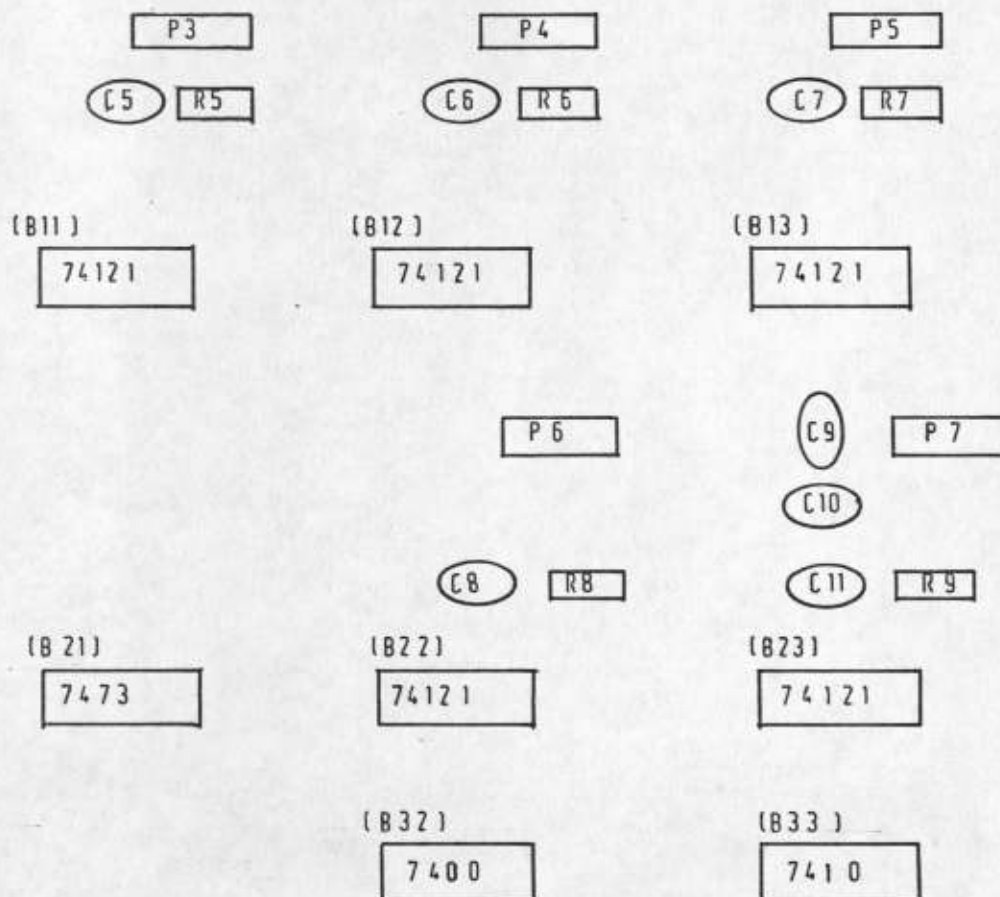 P3 P4 P5
C5 R5 C6 R6 C7 R7
(B11) (B12) (B13)
74121 74121 74121
P6 C9 P7
C10
C8 R8 C11 R9
(B21) (B22) (B23)
7473 74121 74121
(B32) (B33)
7400 7410